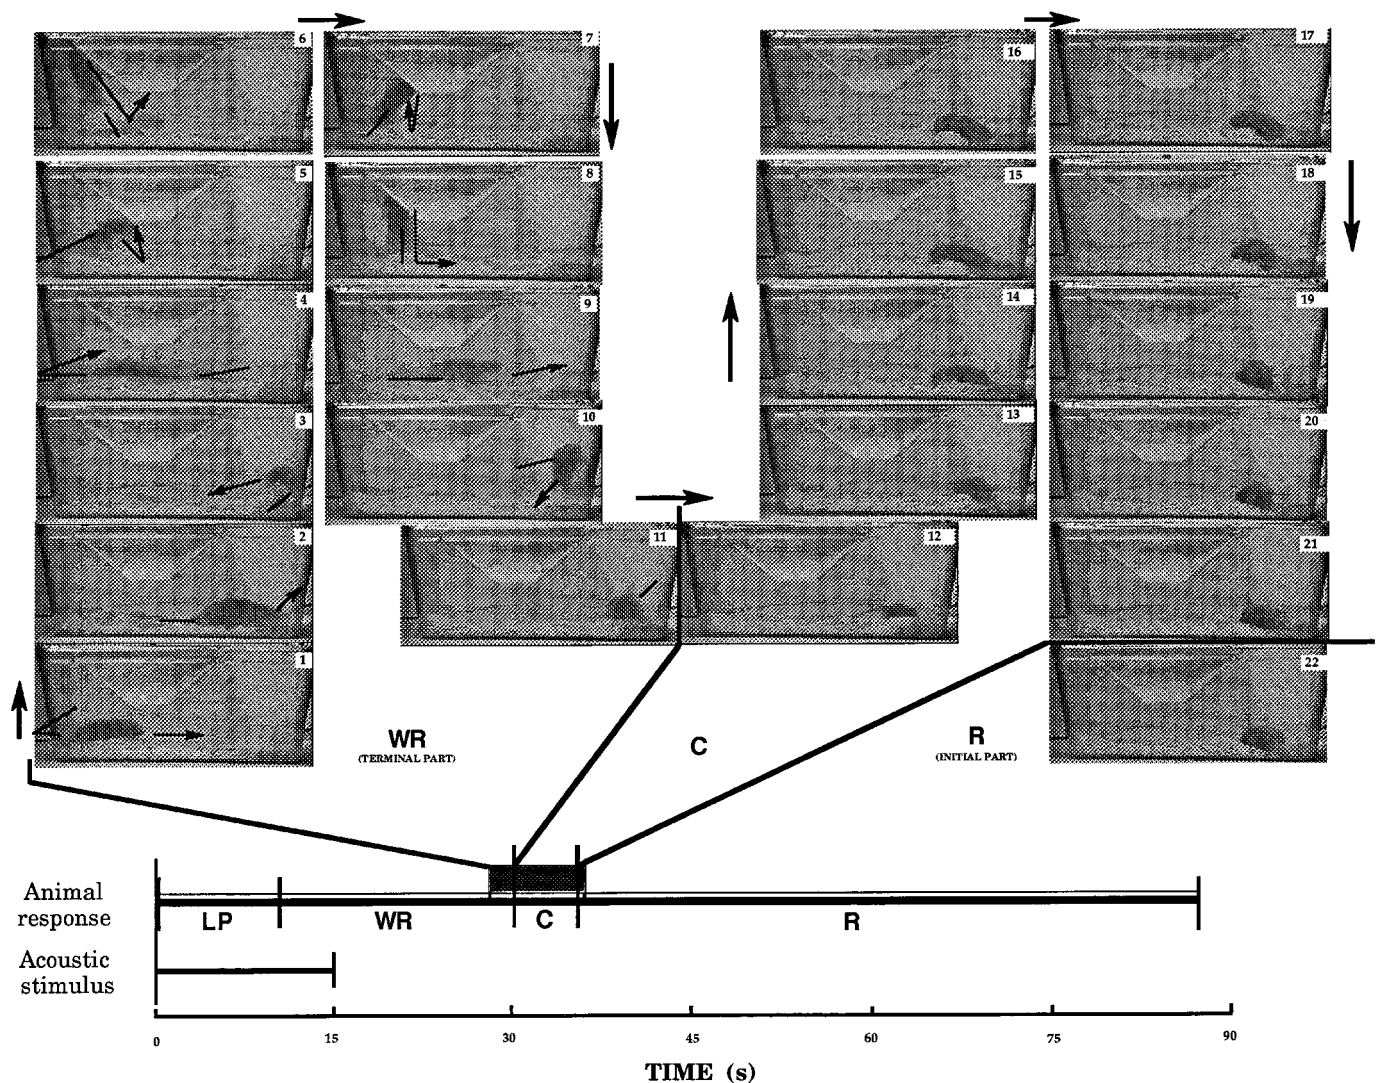 6
7
16
17
5
8
15
18
4
9
14
19
3
10
13
20
2
11
12
21
1
22
WR
(TERMINAL PART)
C
R
(INITIAL PART)
Animal
response
LP
WR
C
R
Acoustic
stimulus
0
15
30
45
60
75
90
TIME (s)